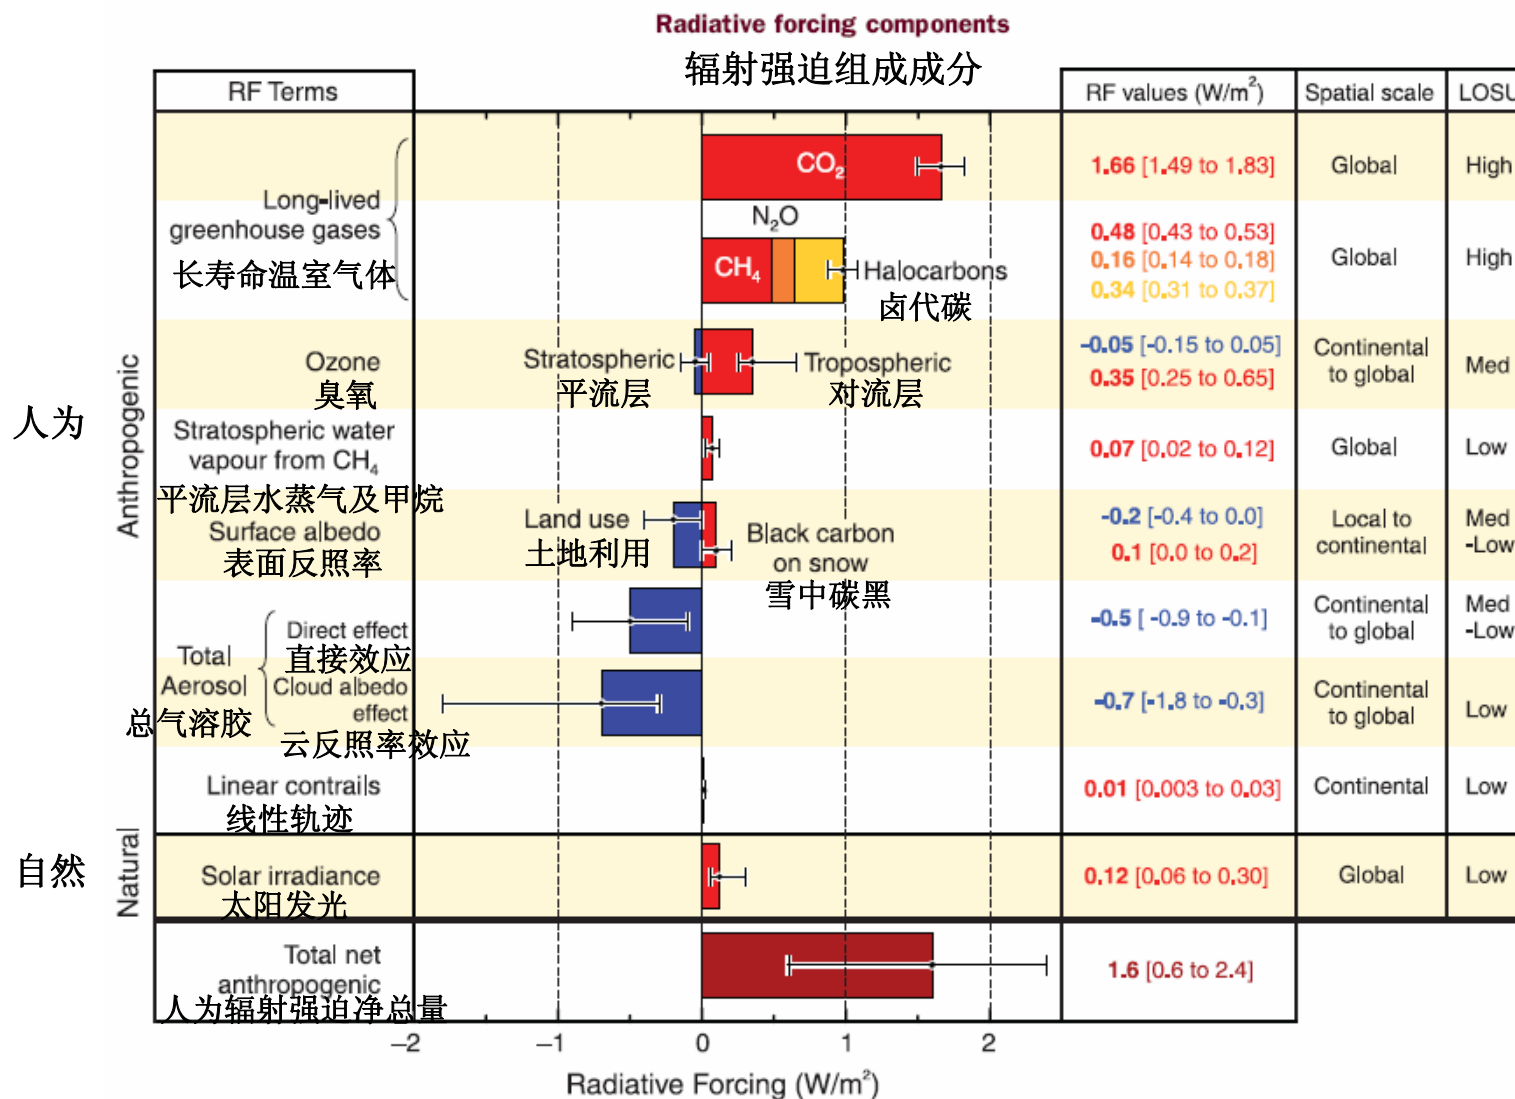 Radiative forcing components
辐射强迫组成成分
RF Terms
RF values (W/m²)
Spatial scale
LOSU
人为
Anthropogenic
Long-lived
greenhouse gases
长寿命温室气体
CO₂
1.66 [1.49 to 1.83]
Global
High
N₂O
CH₄
Halocarbons
卤代碳
0.48 [0.43 to 0.53]
0.16 [0.14 to 0.18]
0.34 [0.31 to 0.37]
Global
High
Ozone
臭氧
Stratospheric
平流层
Tropospheric
对流层
-0.05 [-0.15 to 0.05]
0.35 [0.25 to 0.65]
Continental
to global
Med
Stratospheric water
vapour from CH₄
平流层水蒸气及甲烷
0.07 [0.02 to 0.12]
Global
Low
Surface albedo
表面反照率
Land use
土地利用
Black carbon
on snow
雪中碳黑
-0.2 [-0.4 to 0.0]
0.1 [0.0 to 0.2]
Local to
continental
Med
-Low
Total
Aerosol
总气溶胶
Direct effect
直接效应
-0.5 [ -0.9 to -0.1]
Continental
to global
Med
-Low
Cloud albedo
effect
云反照率效应
-0.7 [-1.8 to -0.3]
Continental
to global
Low
Linear contrails
线性轨迹
0.01 [0.003 to 0.03]
Continental
Low
自然
Natural
Solar irradiance
太阳发光
0.12 [0.06 to 0.30]
Global
Low
Total net
anthropogenic
人为辐射强迫净总量
1.6 [0.6 to 2.4]
-2 -1 0 1 2
Radiative Forcing (W/m²)